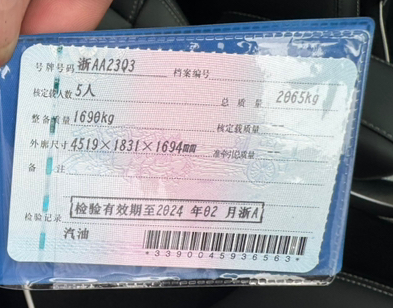 号牌号码 浙AA23Q3 档案编号
核定载人数 5人 总质量 2065kg
整备质量 1690kg 核定载质量 --
外廓尺寸 4519×1831×1694mm 准牵引总质量 --
备注
检验记录 检验有效期至2024年02月浙A
汽油
*3390045936563*